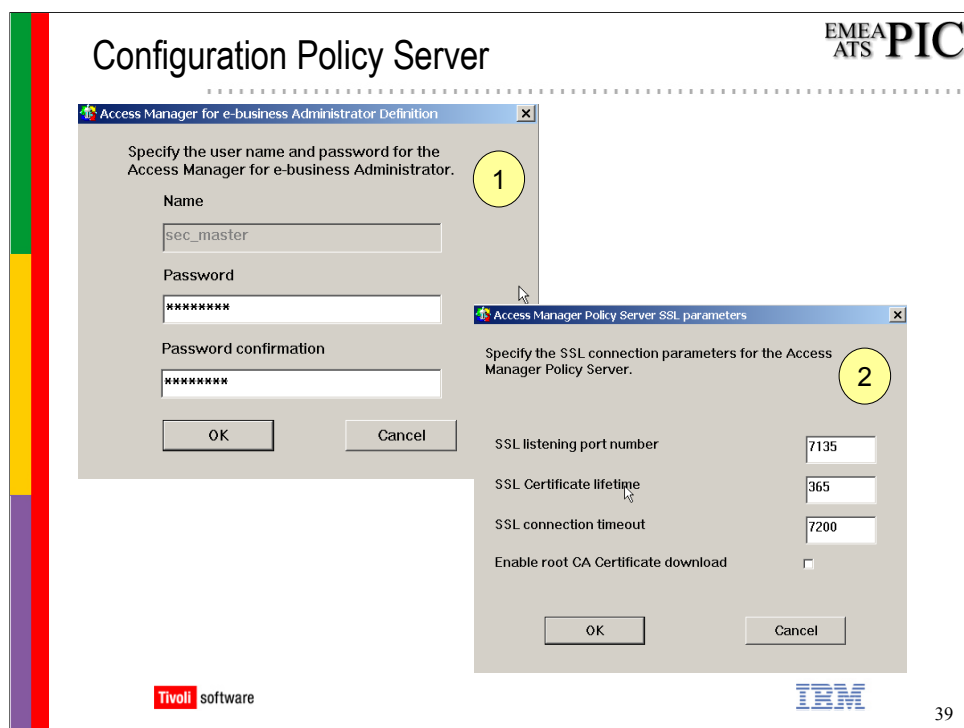 Configuration Policy Server
EMEA
ATS PIC
Access Manager for e-business Administrator Definition
Specify the user name and password for the
Access Manager for e-business Administrator.
1
Name
sec_master
Password
********
Password confirmation
********
OK Cancel
Access Manager Policy Server SSL parameters
Specify the SSL connection parameters for the Access
Manager Policy Server.
2
SSL listening port number 7135
SSL Certificate lifetime 365
SSL connection timeout 7200
Enable root CA Certificate download
OK Cancel
Tivoli software
IBM
39